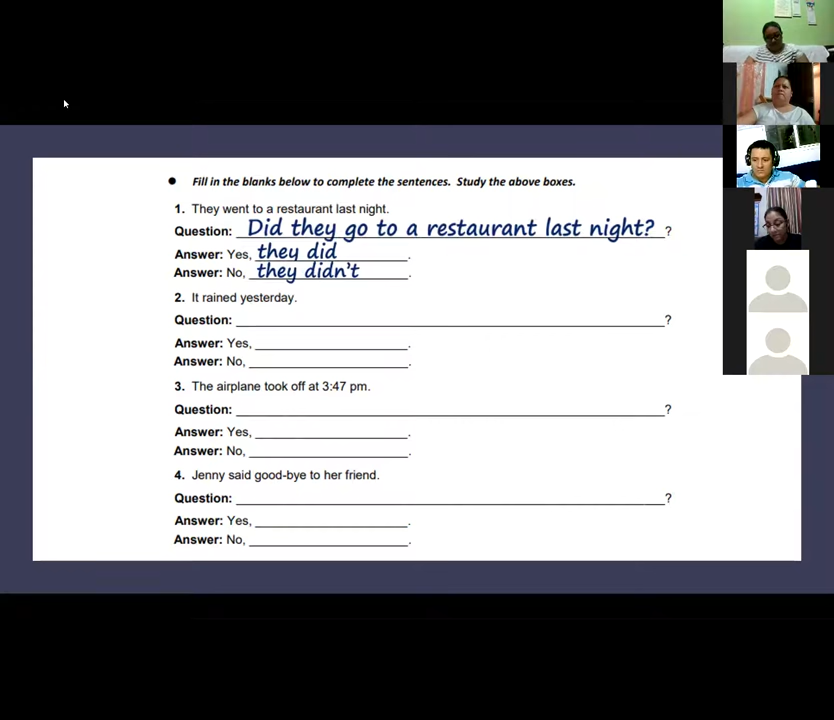 ● Fill in the blanks below to complete the sentences. Study the above boxes.
1. They went to a restaurant last night.
Question: Did they go to a restaurant last night? ?
Answer: Yes, they did .
Answer: No, they didn't .
2. It rained yesterday.
Question: ?
Answer: Yes, .
Answer: No, .
3. The airplane took off at 3:47 pm.
Question: ?
Answer: Yes, .
Answer: No, .
4. Jenny said good-bye to her friend.
Question: ?
Answer: Yes, .
Answer: No, .